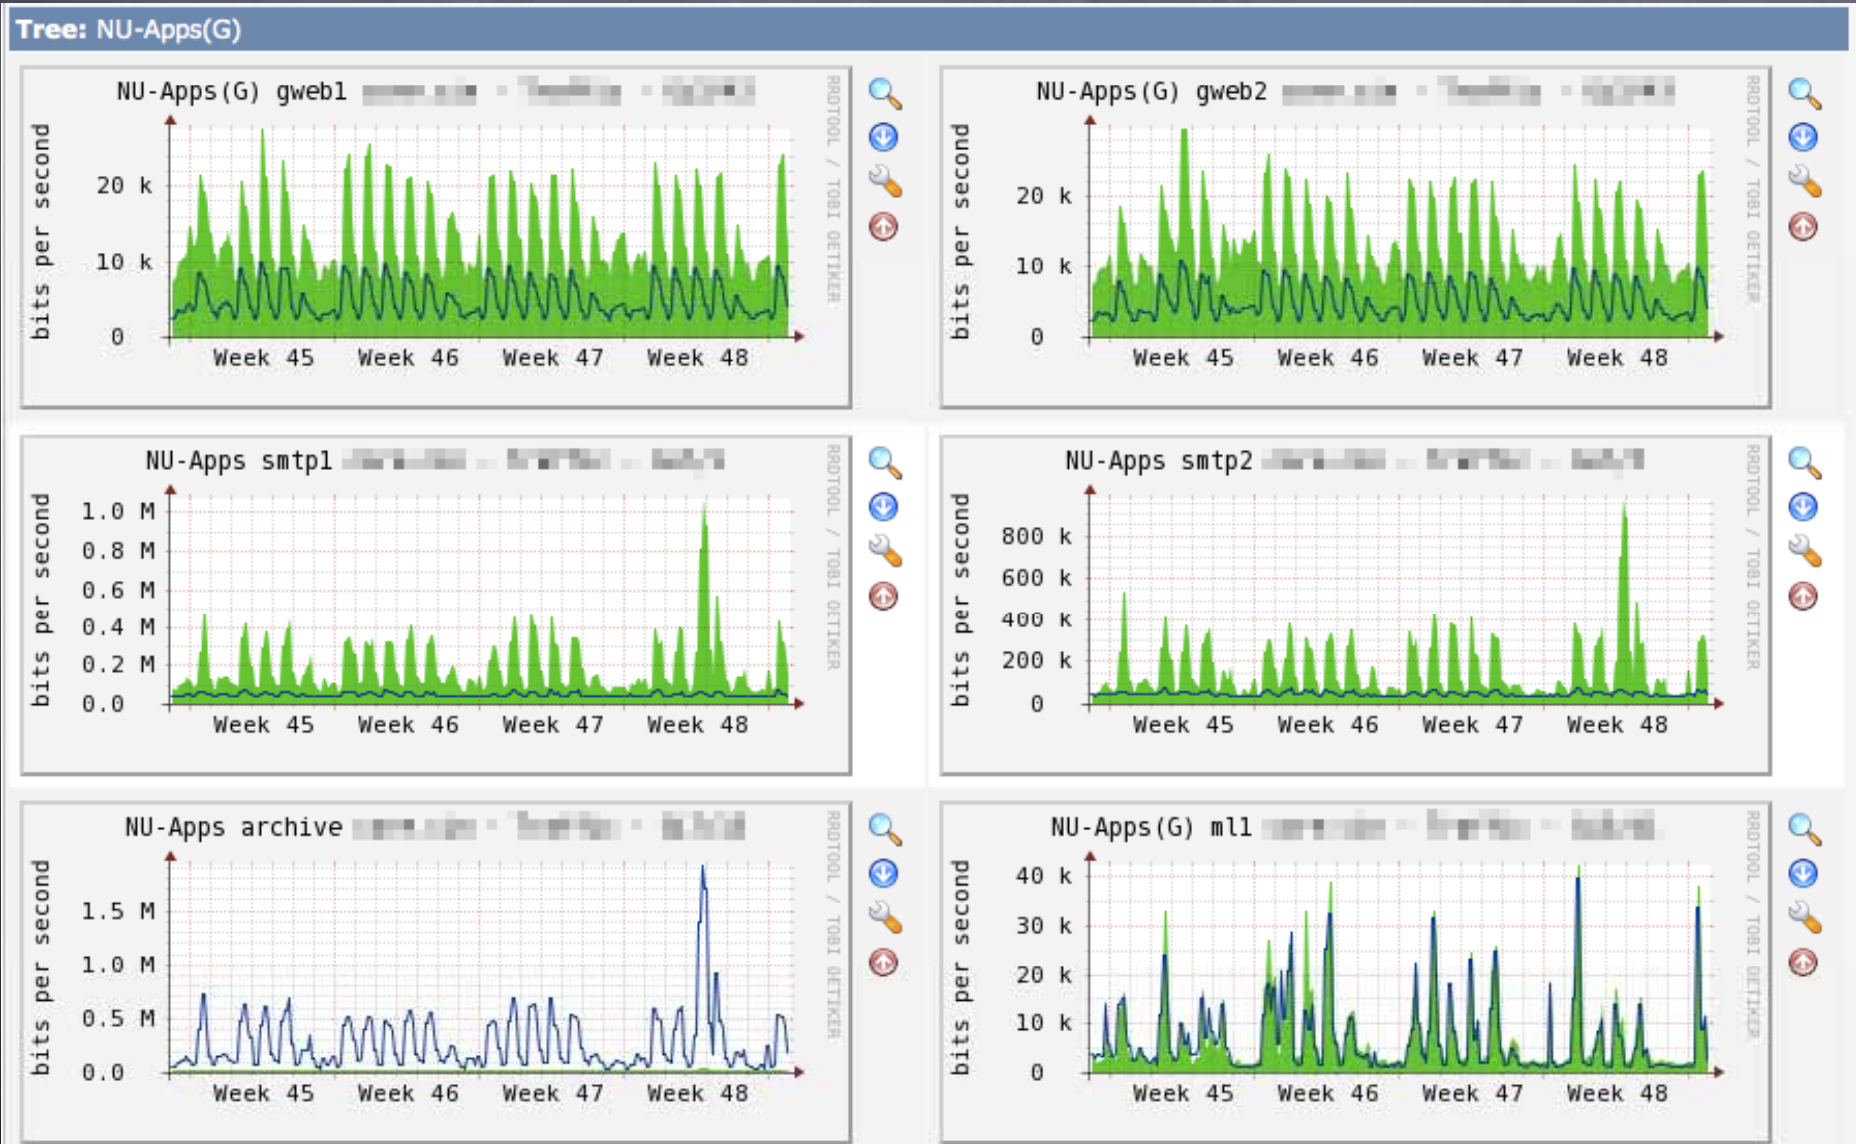 Tree: NU-Apps(G)
NU-Apps(G) gweb1
RRDTOOL / TOBI OETIKER
bits per second
20 k
10 k
0
Week 45 Week 46 Week 47 Week 48
NU-Apps(G) gweb2
RRDTOOL / TOBI OETIKER
bits per second
20 k
10 k
0
Week 45 Week 46 Week 47 Week 48
NU-Apps smtp1
RRDTOOL / TOBI OETIKER
bits per second
1.0 M
0.8 M
0.6 M
0.4 M
0.2 M
0.0
Week 45 Week 46 Week 47 Week 48
NU-Apps smtp2
RRDTOOL / TOBI OETIKER
bits per second
800 k
600 k
400 k
200 k
0
Week 45 Week 46 Week 47 Week 48
NU-Apps archive
RRDTOOL / TOBI OETIKER
bits per second
1.5 M
1.0 M
0.5 M
0.0
Week 45 Week 46 Week 47 Week 48
NU-Apps(G) ml1
RRDTOOL / TOBI OETIKER
bits per second
40 k
30 k
20 k
10 k
0
Week 45 Week 46 Week 47 Week 48